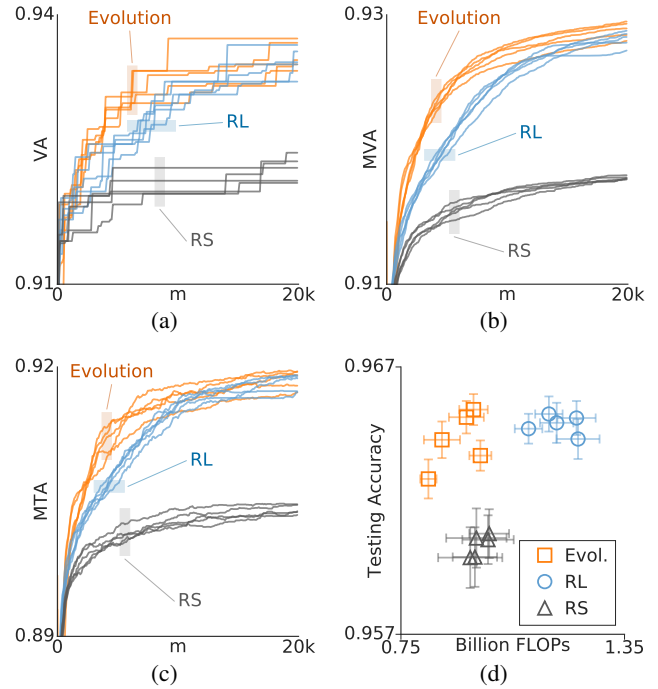 0.94
Evolution
VA
RL
RS
0.91
0
m
20k
(a)
0.93
Evolution
MVA
RL
RS
0.91
0
m
20k
(b)
0.92
Evolution
MTA
RL
RS
0.89
0
m
20k
(c)
0.967
Testing Accuracy
Evol.
RL
RS
0.957
0.75
Billion FLOPs
1.35
(d)